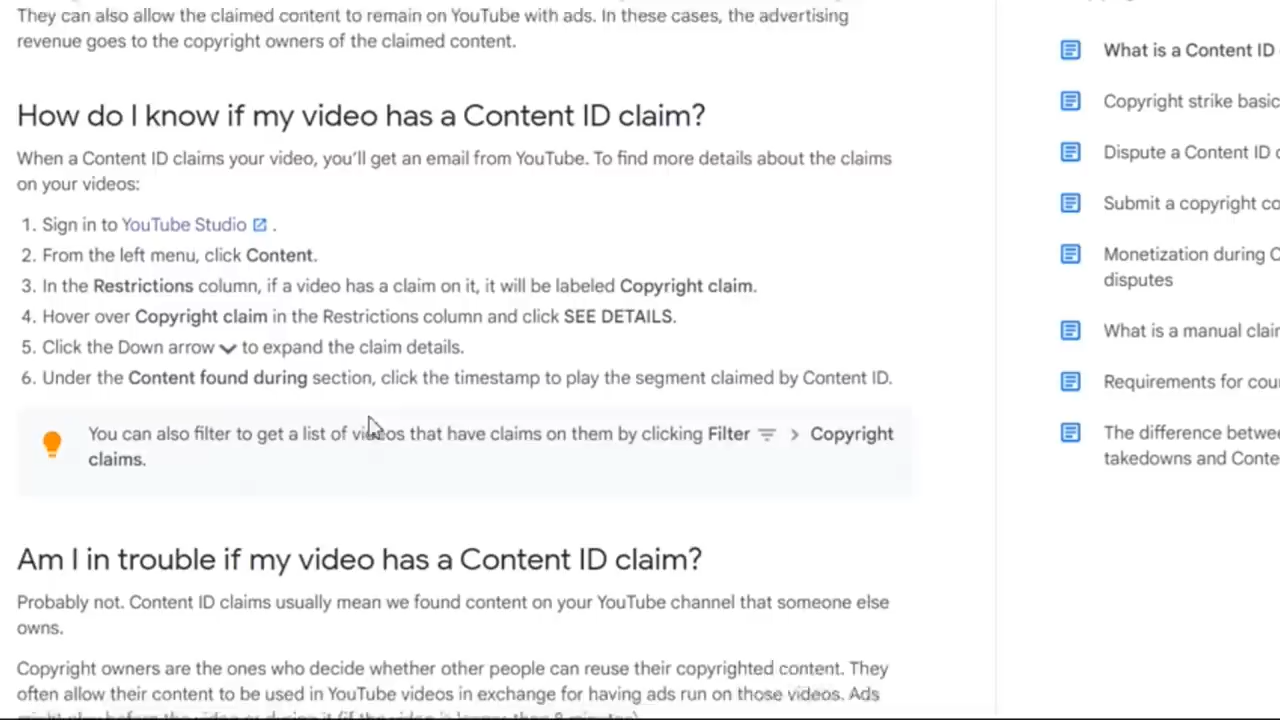 They can also allow the claimed content to remain on YouTube with ads. In these cases, the advertising
revenue goes to the copyright owners of the claimed content.
How do I know if my video has a Content ID claim?
When a Content ID claims your video, you'll get an email from YouTube. To find more details about the claims
on your videos:
1. Sign in to YouTube Studio .
2. From the left menu, click Content.
3. In the Restrictions column, if a video has a claim on it, it will be labeled Copyright claim.
4. Hover over Copyright claim in the Restrictions column and click SEE DETAILS.
5. Click the Down arrow to expand the claim details.
6. Under the Content found during section, click the timestamp to play the segment claimed by Content ID.
You can also filter to get a list of videos that have claims on them by clicking Filter > Copyright
claims.
Am I in trouble if my video has a Content ID claim?
Probably not. Content ID claims usually mean we found content on your YouTube channel that someone else
owns.
Copyright owners are the ones who decide whether other people can reuse their copyrighted content. They
often allow their content to be used in YouTube videos in exchange for having ads run on those videos. Ads
What is a Content ID
Copyright strike basic
Dispute a Content ID
Submit a copyright
Monetization during
disputes
What is a manual
Requirements for
The difference
takedowns and